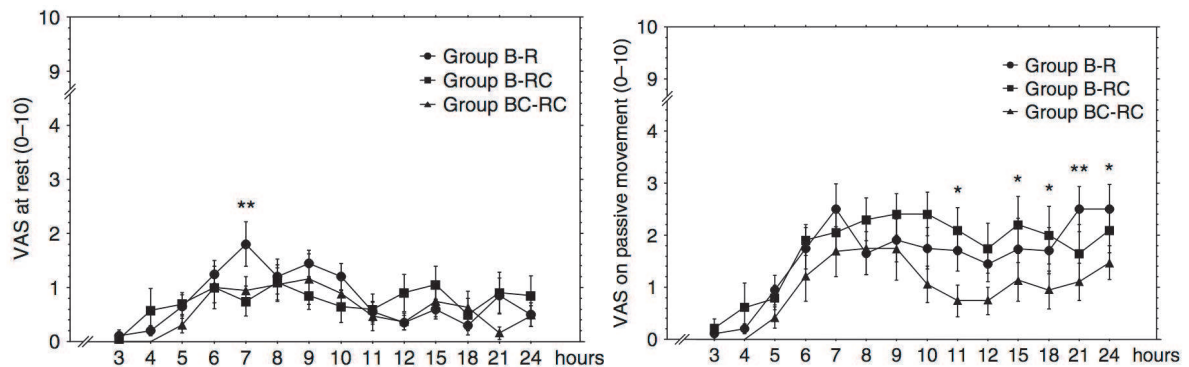 VAS at rest (0–10)
10
9
4
3
2
1
0
Group B-R
Group B-RC
Group BC-RC
**
3 4 5 6 7 8 9 10 11 12 15 18 21 24 hours
VAS on passive movement (0–10)
10
9
4
3
2
1
0
Group B-R
Group B-RC
Group BC-RC
* * * ** *
3 4 5 6 7 8 9 10 11 12 15 18 21 24 hours